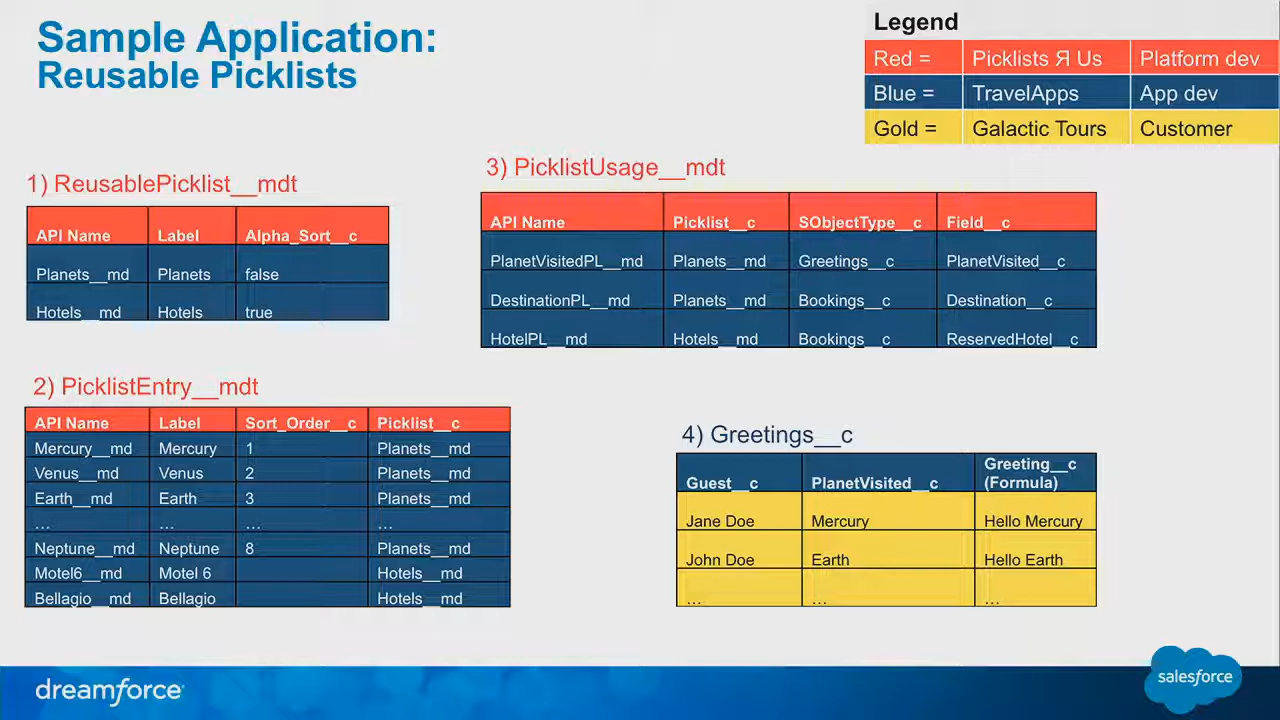 Sample Application:
Reusable Picklists
Legend
Red = Picklists Я Us Platform dev
Blue = TravelApps App dev
Gold = Galactic Tours Customer
1) ReusablePicklist__mdt
API Name Label Alpha_Sort__c
Planets__md Planets false
Hotels__md Hotels true
3) PicklistUsage__mdt
API Name Picklist__c SObjectType__c Field__c
PlanetVisitedPL__md Planets__md Greetings__c PlanetVisited__c
DestinationPL__md Planets__md Bookings__c Destination__c
HotelPL__md Hotels__md Bookings__c ReservedHotel__c
2) PicklistEntry__mdt
API Name Label Sort_Order__c Picklist__c
Mercury__md Mercury 1 Planets__md
Venus__md Venus 2 Planets__md
Earth__md Earth 3 Planets__md
... ... ... ...
Neptune__md Neptune 8 Planets__md
Motel6__md Motel 6 Hotels__md
Bellagio__md Bellagio Hotels__md
4) Greetings__c
Guest__c PlanetVisited__c Greeting__c
(Formula)
Jane Doe Mercury Hello Mercury
John Doe Earth Hello Earth
... ... ...
dreamforce
salesforce